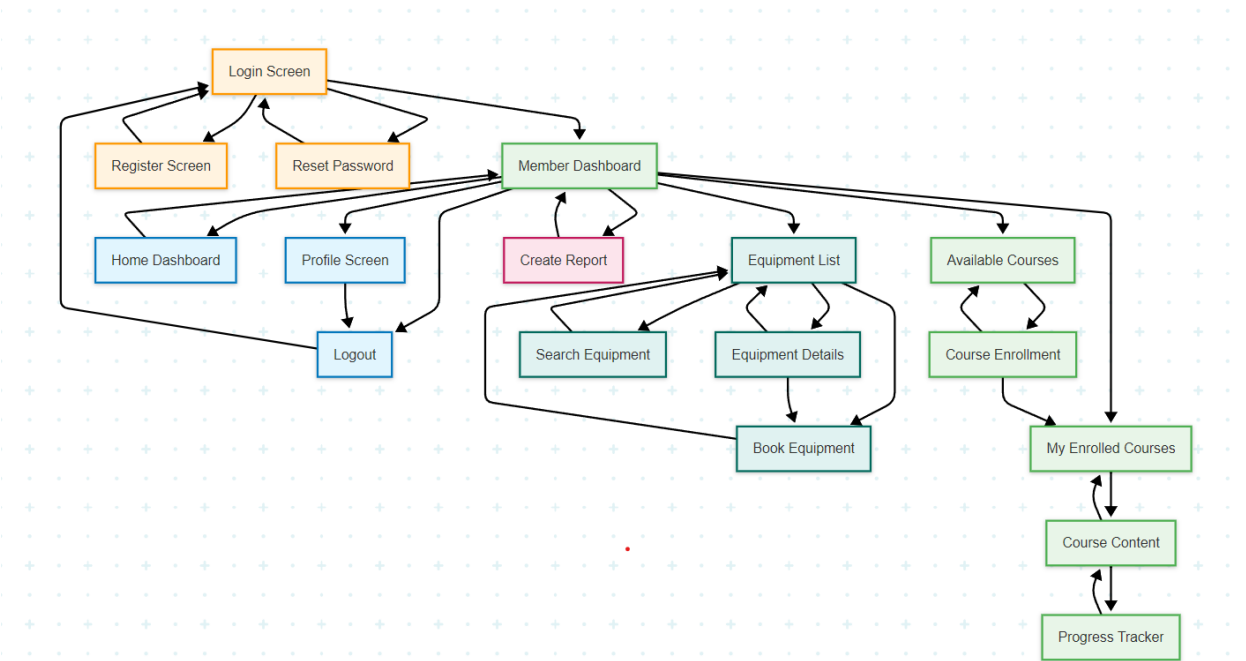 Login Screen
Register Screen
Reset Password
Member Dashboard
Home Dashboard
Profile Screen
Create Report
Equipment List
Available Courses
Logout
Search Equipment
Equipment Details
Course Enrollment
Book Equipment
My Enrolled Courses
Course Content
Progress Tracker